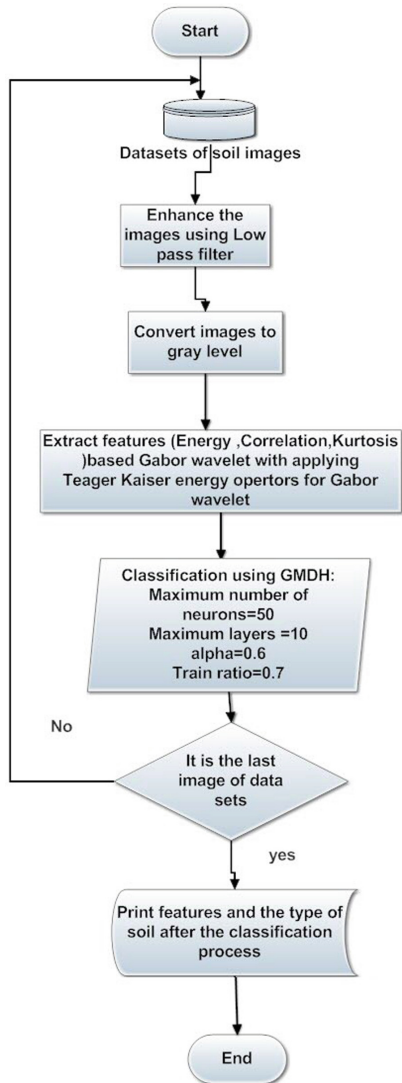 Start
Datasets of soil images
Enhance the
images using Low
pass filter
Convert images to
gray level
Extract features (Energy ,Correlation,Kurtosis
)based Gabor wavelet with applying
Teager Kaiser energy opertors for Gabor
wavelet
Classification using GMDH:
Maximum number of
neurons=50
Maximum layers =10
alpha=0.6
Train ratio=0.7
No
It is the last
image of data
sets
yes
Print features and the type of
soil after the classification
process
End